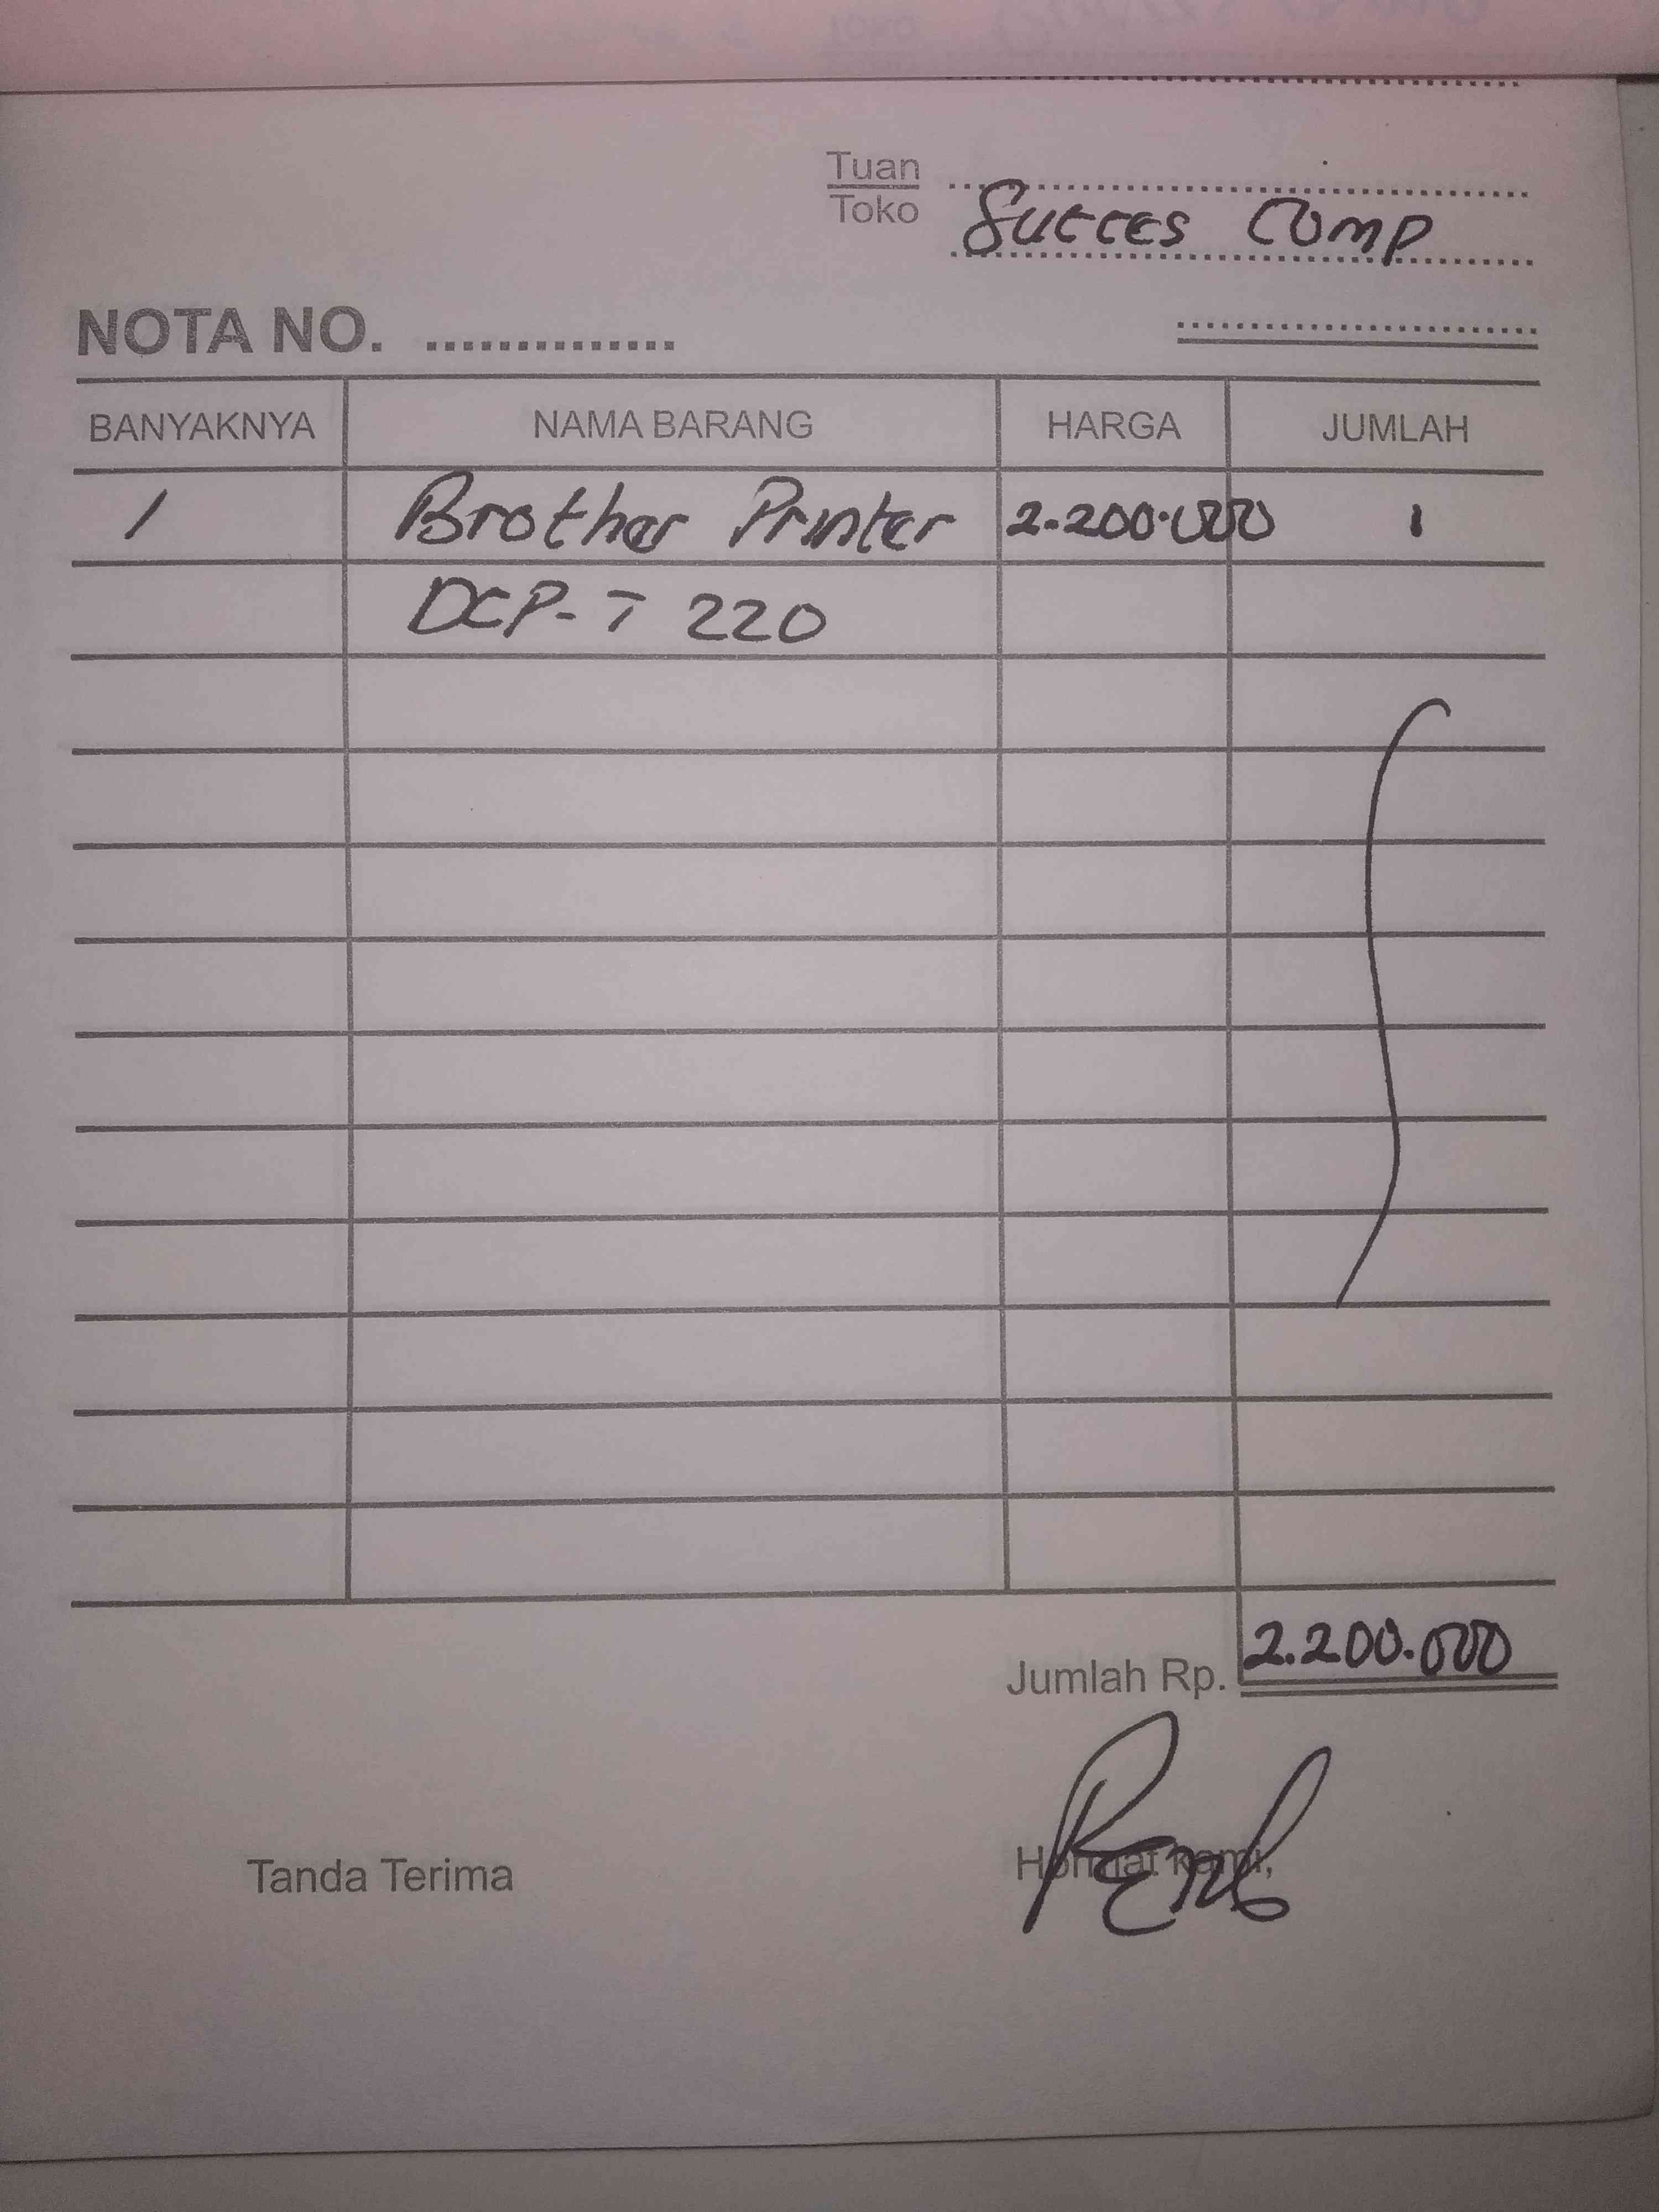 Tuan
Toko Succes Comp
NOTA NO. ..............
BANYAKNYA NAMA BARANG HARGA JUMLAH
1 Brother Printer 2.200.000 1
DCP-T 220
Jumlah Rp. 2.200.000
Tanda Terima Hormat kami,